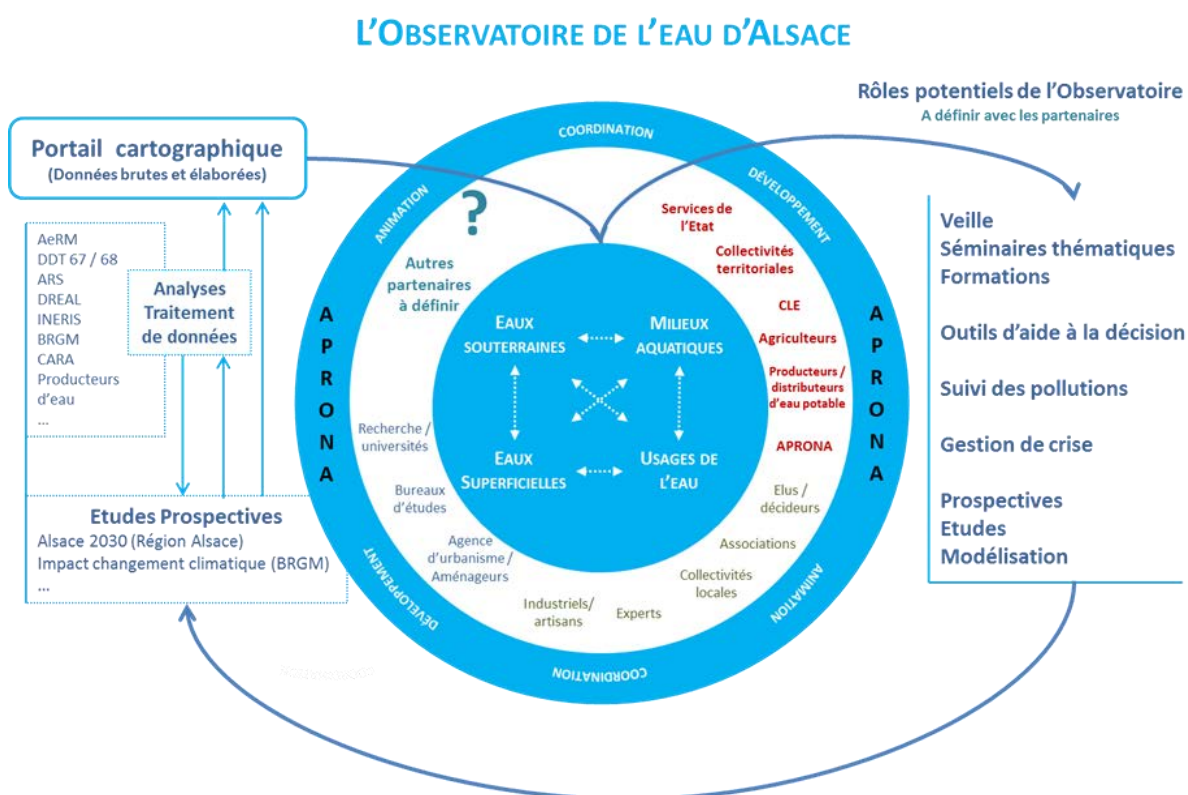 L'OBSERVATOIRE DE L'EAU D'ALSACE
Rôles potentiels de l'Observatoire
A définir avec les partenaires
Portail cartographique
(Données brutes et élaborées)
AeRM
DDT 67 / 68
ARS
DREAL
INERIS
BRGM
CARA
Producteurs
d'eau
...
Analyses
Traitement
de données
Etudes Prospectives
Alsace 2030 (Région Alsace)
Impact changement climatique (BRGM)
...
COORDINATION
DÉVELOPPEMENT
ANIMATION
COORDINATION
DÉVELOPPEMENT
ANIMATION
APRONA
APRONA
?
Autres
partenaires
à définir
Services de
l'Etat
Collectivités
territoriales
CLE
Agriculteurs
Producteurs /
distributeurs
d'eau potable
APRONA
Elus /
décideurs
Associations
Collectivités
locales
Experts
Industriels/
artisans
Agence
d'urbanisme /
Aménageurs
Bureaux
d'études
Recherche /
universités
EAUX
SOUTERRAINES
MILIEUX
AQUATIQUES
EAUX
SUPERFICIELLES
USAGES DE
L'EAU
Veille
Séminaires thématiques
Formations
Outils d'aide à la décision
Suivi des pollutions
Gestion de crise
Prospectives
Etudes
Modélisation